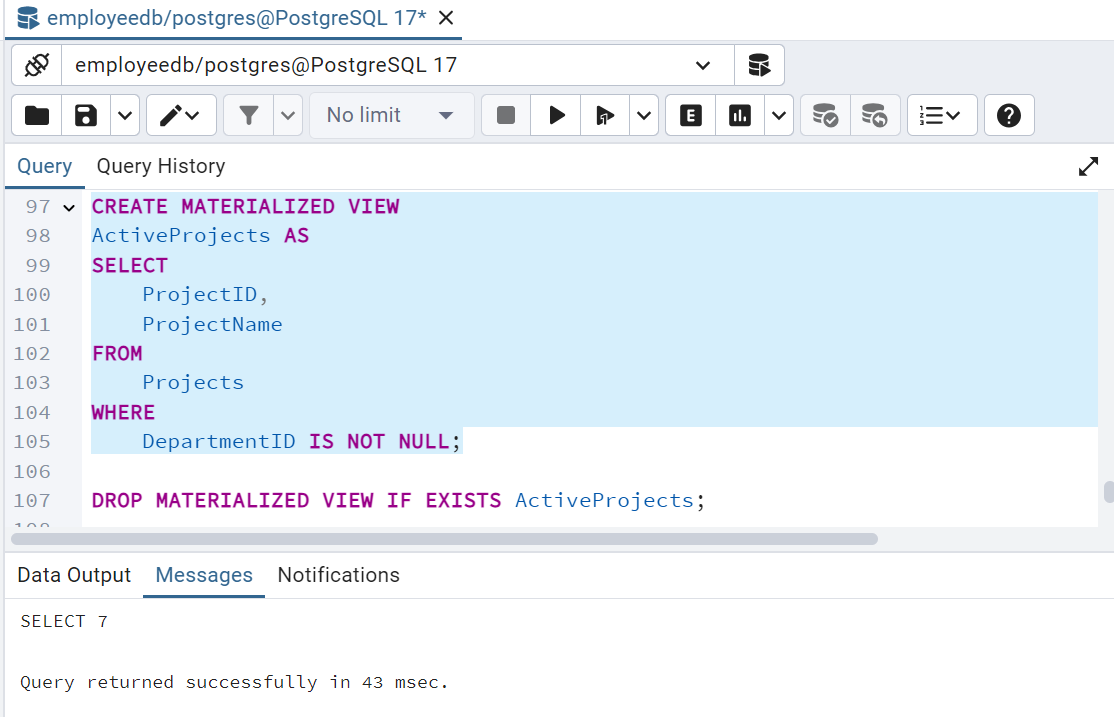 employeedb/postgres@PostgreSQL 17*
employeedb/postgres@PostgreSQL 17
No limit
E
Query Query History
97 CREATE MATERIALIZED VIEW
98 ActiveProjects AS
99 SELECT
100 ProjectID,
101 ProjectName
102 FROM
103 Projects
104 WHERE
105 DepartmentID IS NOT NULL;
106
107 DROP MATERIALIZED VIEW IF EXISTS ActiveProjects;
Data Output Messages Notifications
SELECT 7
Query returned successfully in 43 msec.